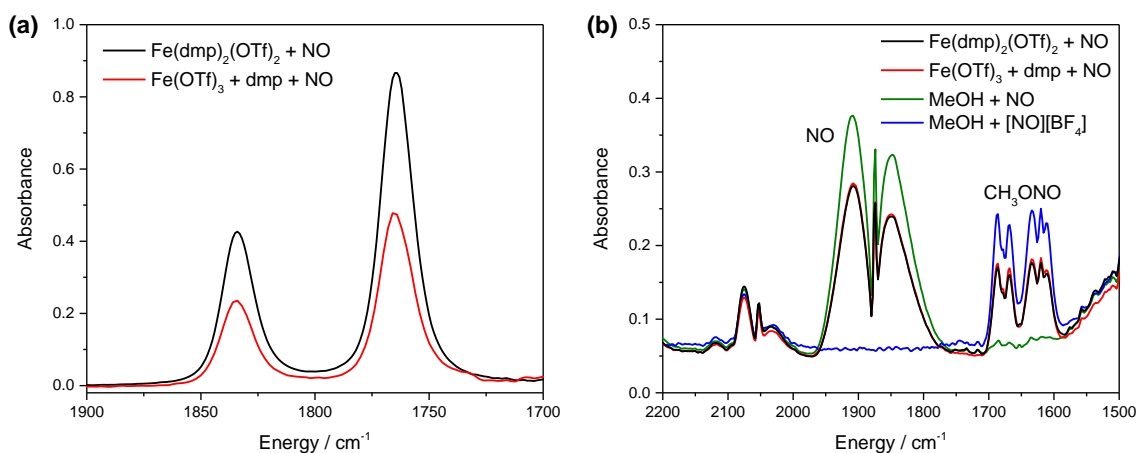 (a)
Fe(dmp)₂(OTf)₂ + NO
Fe(OTf)₃ + dmp + NO
1.0
0.8
0.6
0.4
0.2
0.0
Absorbance
1900
1850
1800
1750
1700
Energy / cm⁻¹
(b)
Fe(dmp)₂(OTf)₂ + NO
Fe(OTf)₃ + dmp + NO
MeOH + NO
MeOH + [NO][BF₄]
NO
CH₃ONO
0.5
0.4
0.3
0.2
0.1
0.0
Absorbance
2200
2100
2000
1900
1800
1700
1600
1500
Energy / cm⁻¹